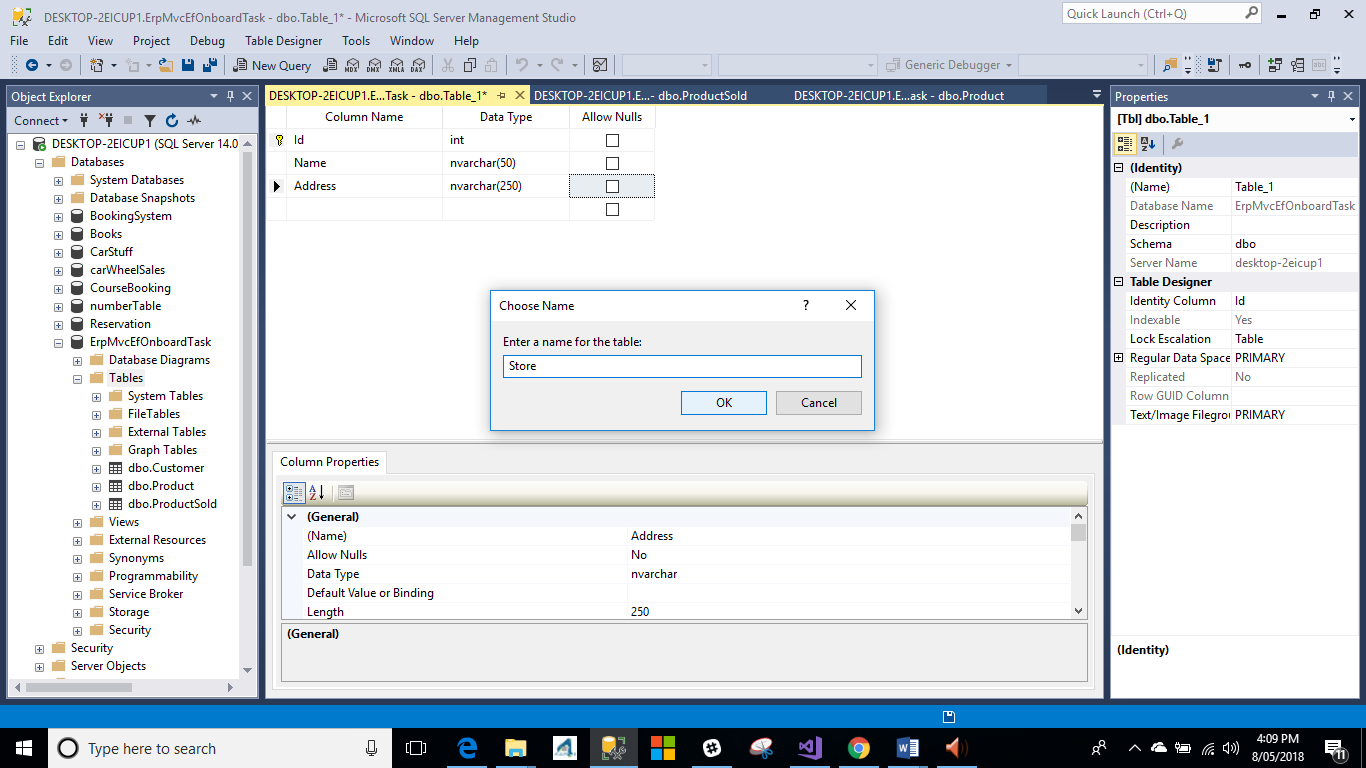 DESKTOP-2EICUP1.ErpMvcEfOnboardTask - dbo.Table_1* - Microsoft SQL Server Management Studio
Quick Launch (Ctrl+Q)
File Edit View Project Debug Table Designer Tools Window Help
New Query MDX DMX XMLA DAX Generic Debugger
Object Explorer
Connect
DESKTOP-2EICUP1 (SQL Server 14.0
Databases
System Databases
Database Snapshots
BookingSystem
Books
CarStuff
carWheelSales
CourseBooking
numberTable
Reservation
ErpMvcEfOnboardTask
Database Diagrams
Tables
System Tables
FileTables
External Tables
Graph Tables
dbo.Customer
dbo.Product
dbo.ProductSold
Views
External Resources
Synonyms
Programmability
Service Broker
Storage
Security
Security
Server Objects
DESKTOP-2EICUP1.E...Task - dbo.Table_1* DESKTOP-2EICUP1.E...- dbo.ProductSold DESKTOP-2EICUP1.E...ask - dbo.Product
Column Name Data Type Allow Nulls
Id int
Name nvarchar(50)
Address nvarchar(250)
Choose Name ?
Enter a name for the table:
Store
OK Cancel
Column Properties
(General)
(Name) Address
Allow Nulls No
Data Type nvarchar
Default Value or Binding
Length 250
(General)
Properties
[Tbl] dbo.Table_1
(Identity)
(Name) Table_1
Database Name ErpMvcEfOnboardTask
Description
Schema dbo
Server Name desktop-2eicup1
Table Designer
Identity Column Id
Indexable Yes
Lock Escalation Table
Regular Data Space PRIMARY
Replicated No
Row GUID Column
Text/Image Filegrou PRIMARY
(Identity)
Type here to search
4:09 PM
8/05/2018
11